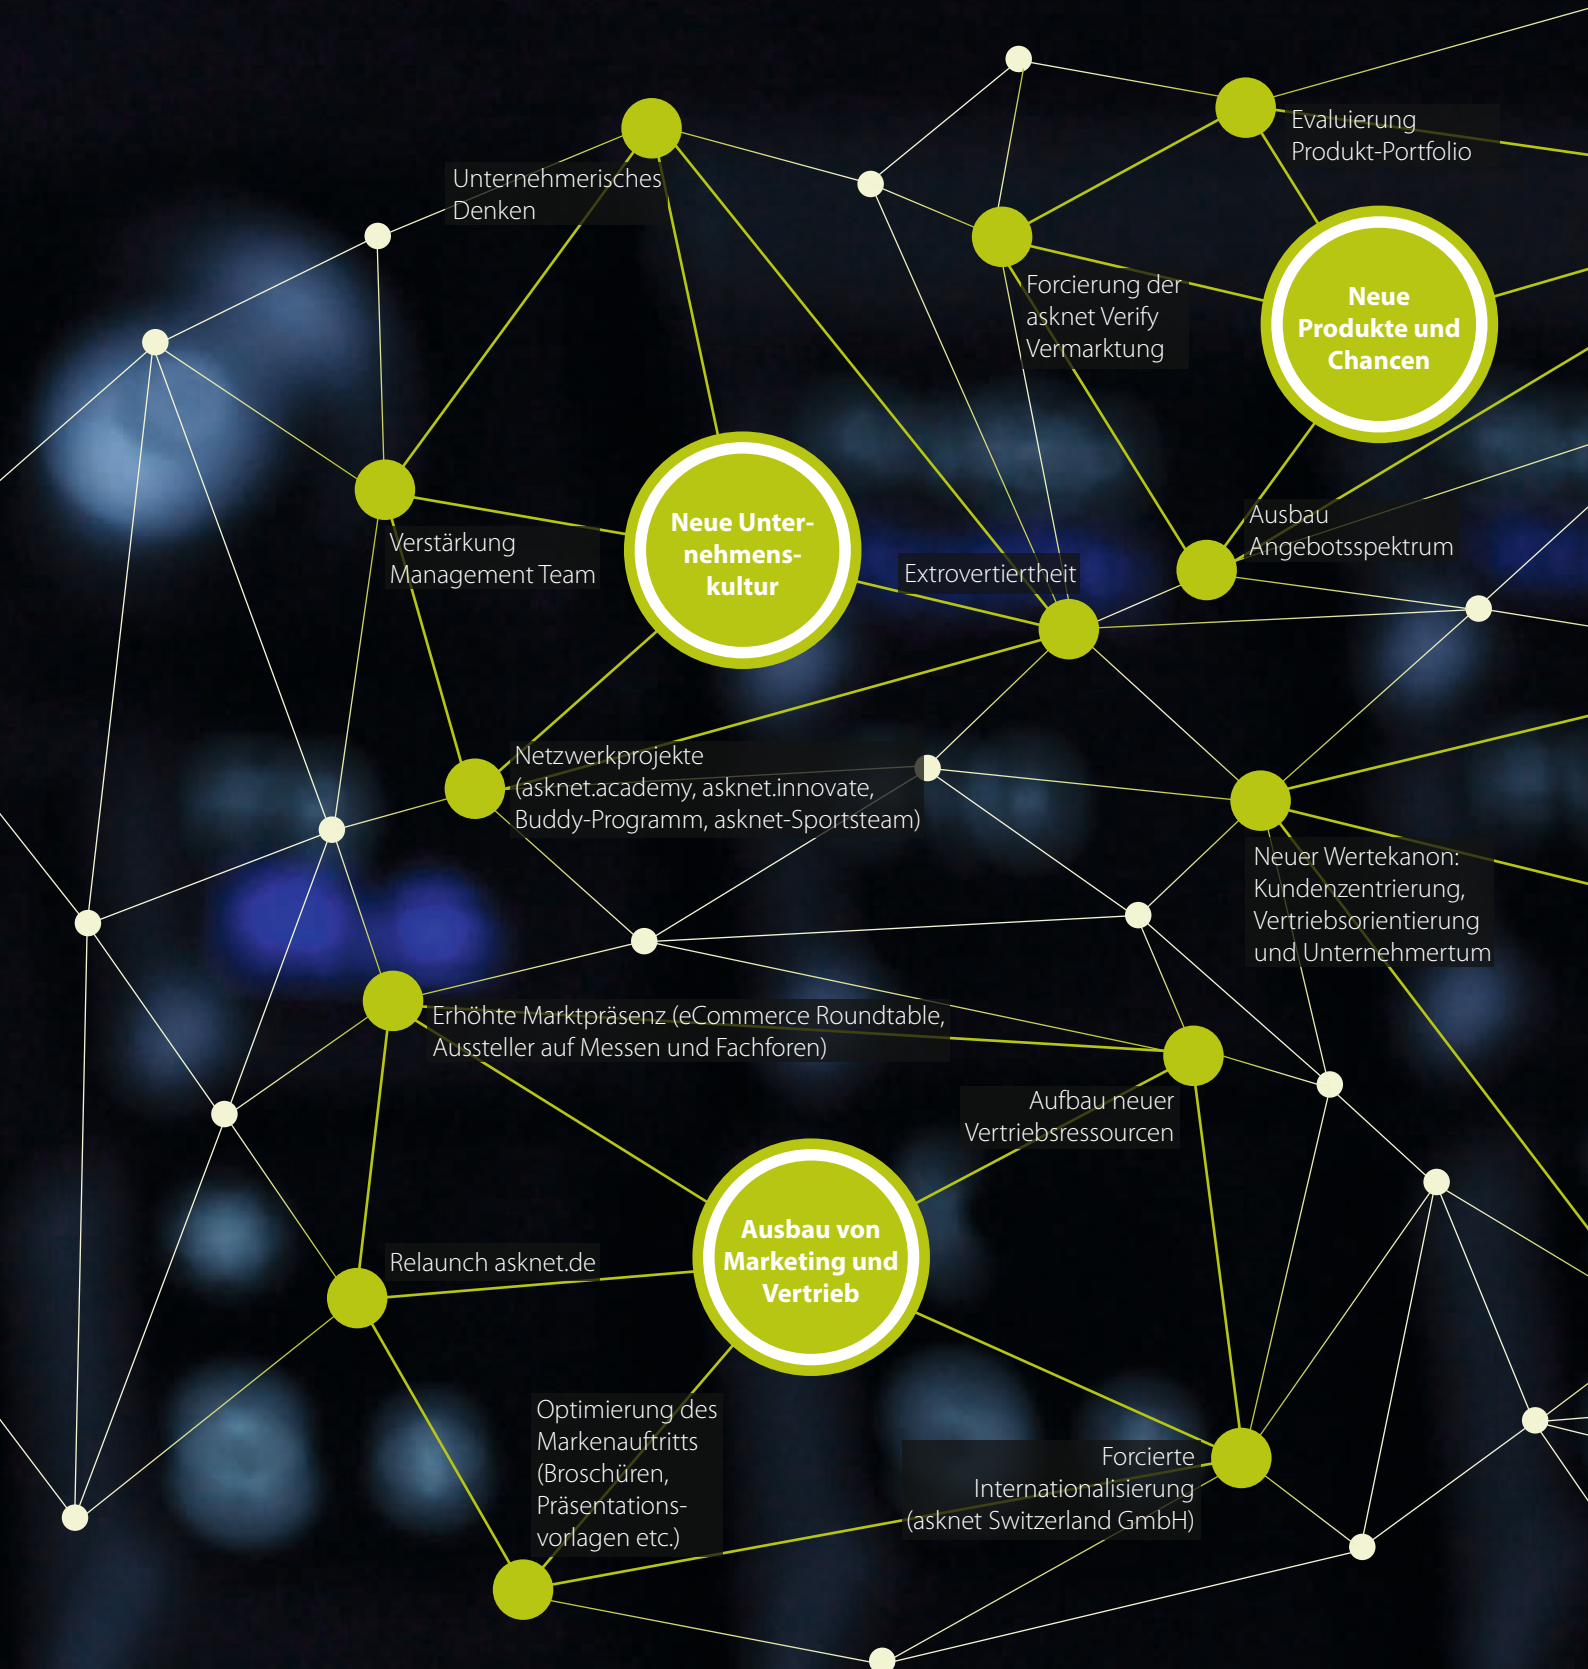 Evaluierung
Produkt-Portfolio
Unternehmerisches
Denken
Forcierung der
asknet Verify
Vermarktung
Neue
Produkte und
Chancen
Neue Unter-
nehmens-
kultur
Verstärkung
Management Team
Extrovertiertheit
Ausbau
Angebotsspektrum
Netzwerkprojekte
(asknet.academy, asknet.innovate,
Buddy-Programm, asknet-Sportsteam)
Neuer Wertekanon:
Kundenzentrierung,
Vertriebsorientierung
und Unternehmertum
Erhöhte Marktpräsenz (eCommerce Roundtable,
Aussteller auf Messen und Fachforen)
Aufbau neuer
Vertriebsressourcen
Ausbau von
Marketing und
Vertrieb
Relaunch asknet.de
Optimierung des
Markenauftritts
(Broschüren,
Präsentations-
vorlagen etc.)
Forcierte
Internationalisierung
(asknet Switzerland GmbH)